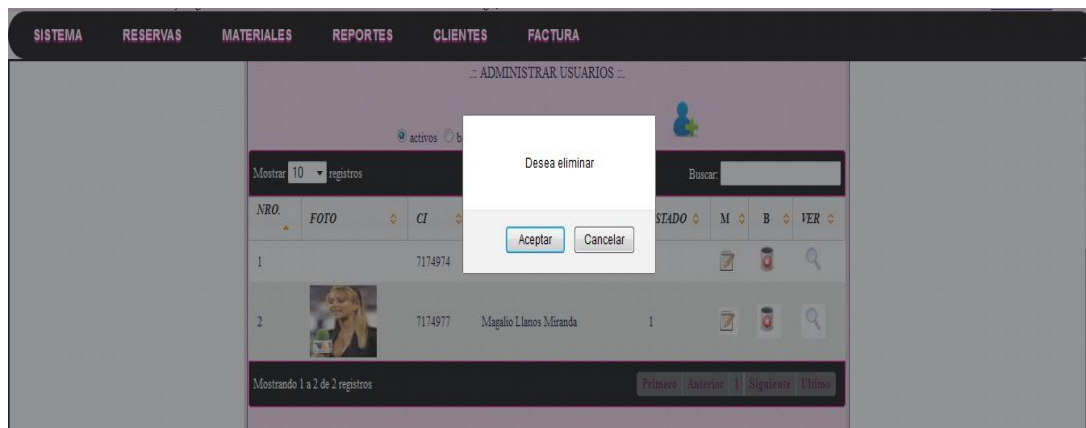 SISTEMA RESERVAS MATERIALES REPORTES CLIENTES FACTURA
.:: ADMINISTRAR USUARIOS ::.
activos b
Desea eliminar
Aceptar Cancelar
Mostrar 10 registros Buscar:
NRO. FOTO CI STADO M B VER
1 7174974
2 7174977 Magalio Llanos Miranda 1
Mostrando 1 a 2 de 2 registros Primero Anterior 1 Siguiente Ultimo